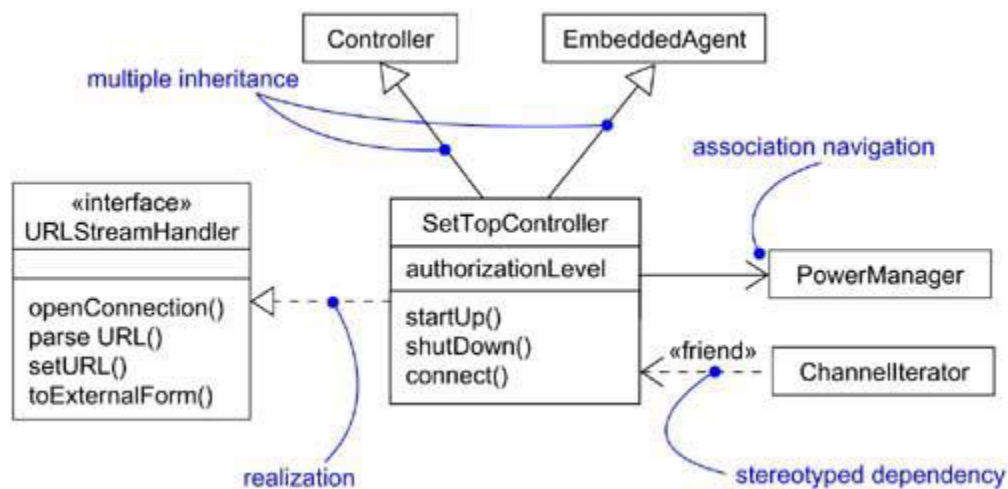 Controller
EmbeddedAgent
multiple inheritance
association navigation
«interface»
URLStreamHandler
openConnection()
parse URL()
setURL()
toExternalForm()
SetTopController
authorizationLevel
startUp()
shutDown()
connect()
PowerManager
«friend»
ChannelIterator
realization
stereotyped dependency